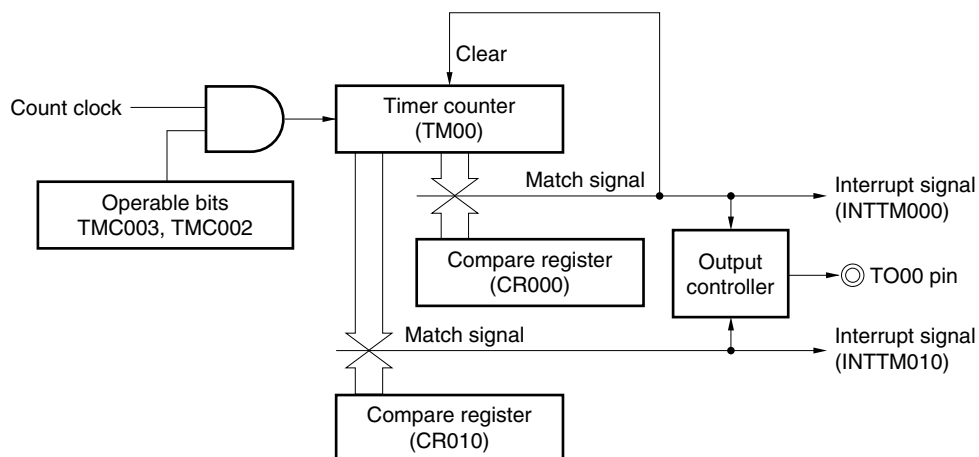 Clear
Count clock
Timer counter
(TM00)
Operable bits
TMC003, TMC002
Match signal
Interrupt signal
(INTTM000)
Compare register
(CR000)
Output
controller
TO00 pin
Match signal
Interrupt signal
(INTTM010)
Compare register
(CR010)